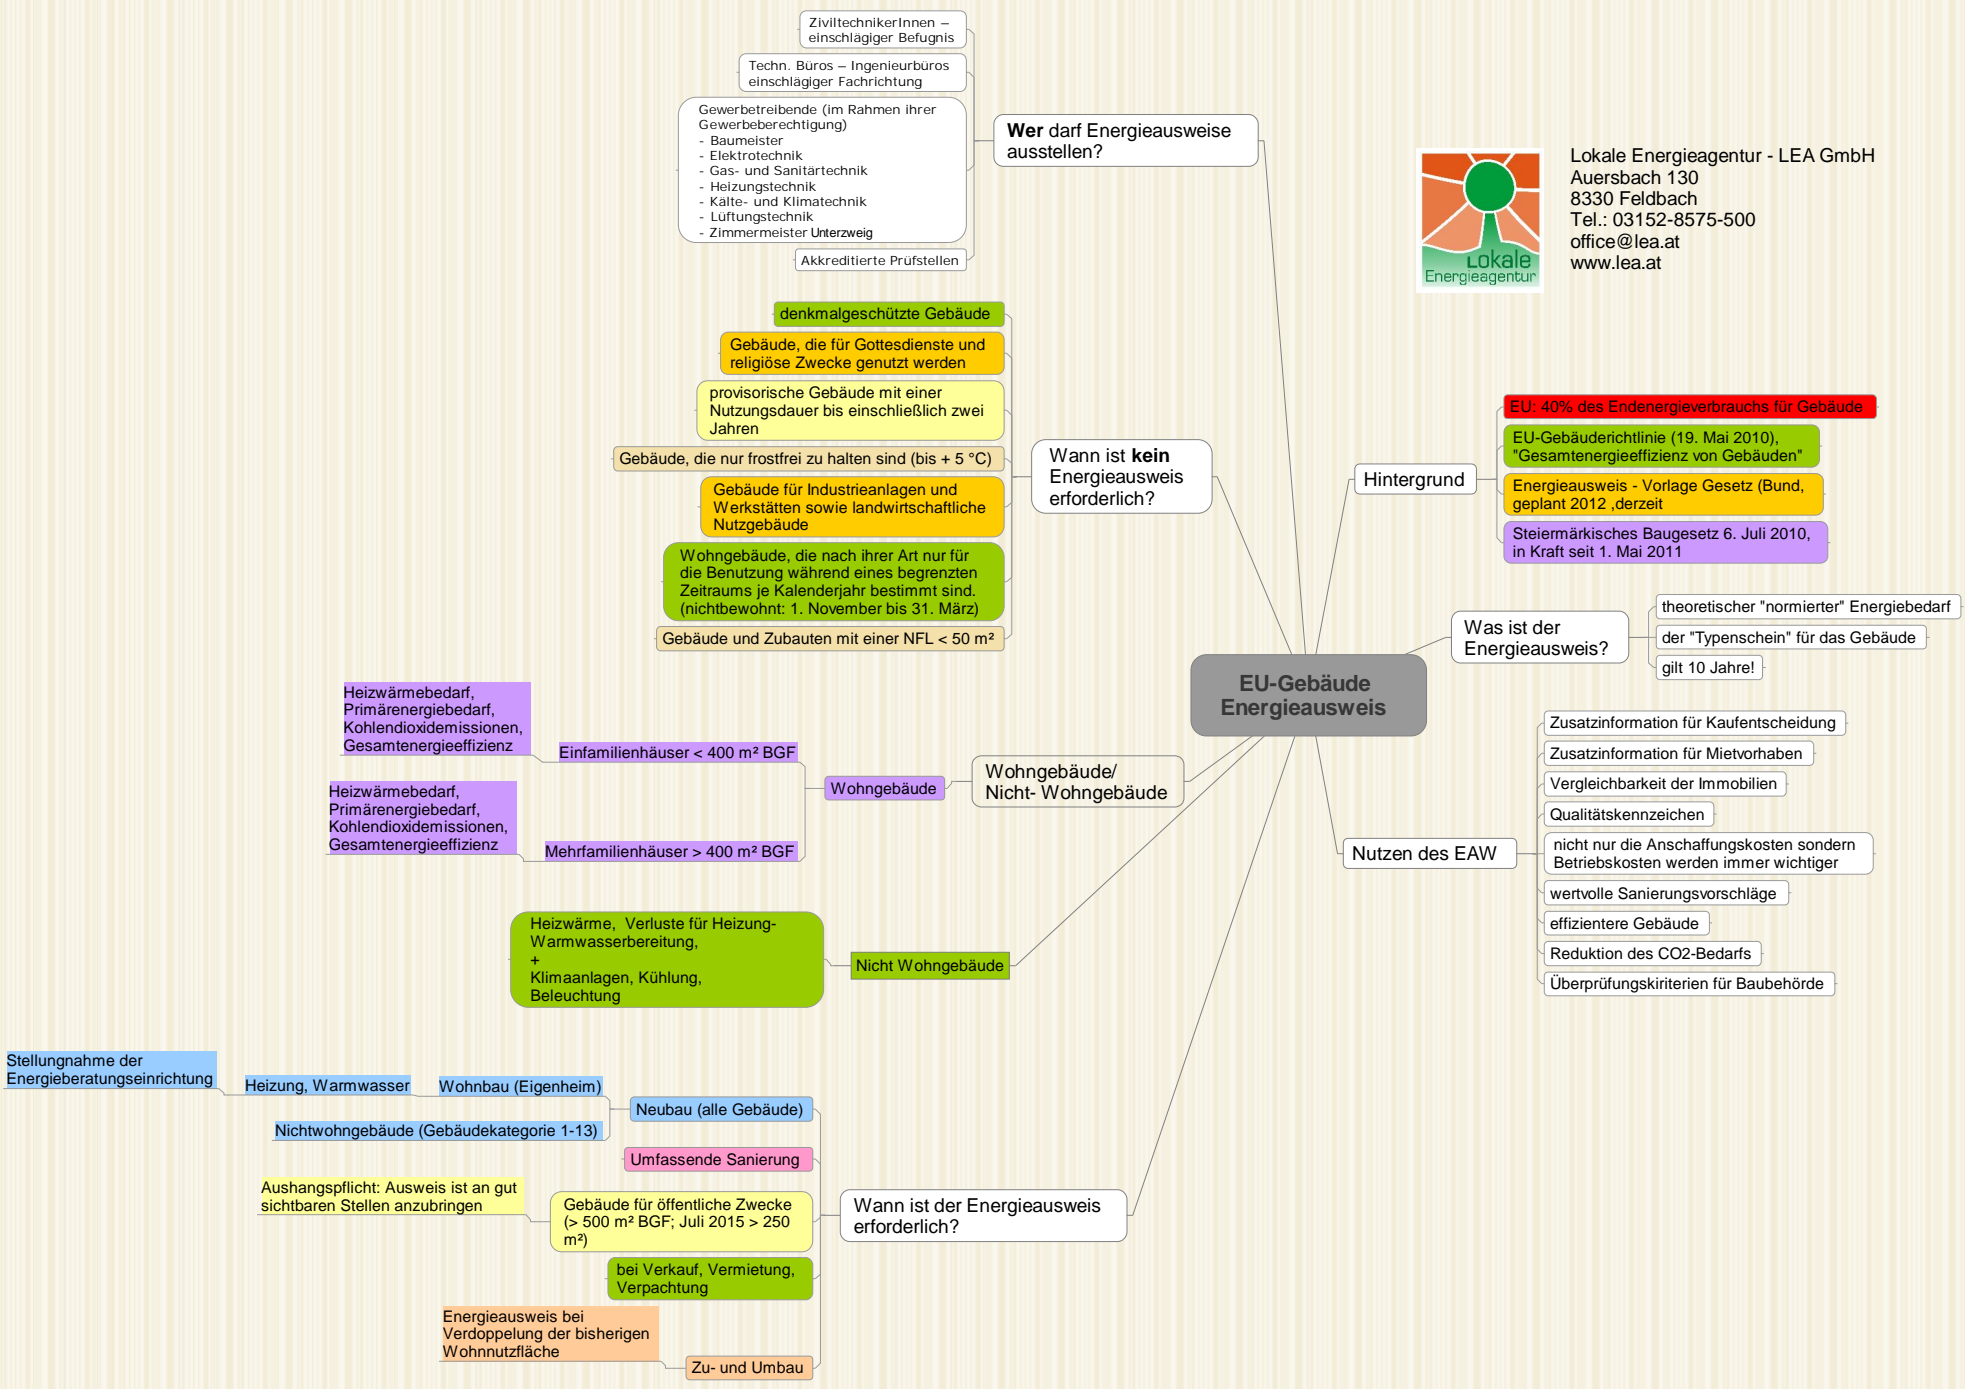 ZiviltechnikerInnen –
einschlägiger Befugnis
Techn. Büros – Ingenieurbüros
einschlägiger Fachrichtung
Gewerbetreibende (im Rahmen ihrer
Gewerbeberechtigung)
- Baumeister
- Elektrotechnik
- Gas- und Sanitärtechnik
- Heizungstechnik
- Kälte- und Klimatechnik
- Lüftungstechnik
- Zimmermeister Unterzweig
Akkreditierte Prüfstellen
Wer darf Energieausweise
ausstellen?
Lokale
Energieagentur
Lokale Energieagentur - LEA GmbH
Auersbach 130
8330 Feldbach
Tel.: 03152-8575-500
office@lea.at
www.lea.at
denkmalgeschützte Gebäude
Gebäude, die für Gottesdienste und
religiöse Zwecke genutzt werden
provisorische Gebäude mit einer
Nutzungsdauer bis einschließlich zwei
Jahren
Gebäude, die nur frostfrei zu halten sind (bis + 5 °C)
Gebäude für Industrieanlagen und
Werkstätten sowie landwirtschaftliche
Nutzgebäude
Wohngebäude, die nach ihrer Art nur für
die Benutzung während eines begrenzten
Zeitraums je Kalenderjahr bestimmt sind.
(nichtbewohnt: 1. November bis 31. März)
Gebäude und Zubauten mit einer NFL < 50 m²
Wann ist kein
Energieausweis
erforderlich?
Hintergrund
EU: 40% des Endenergieverbrauchs für Gebäude
EU-Gebäuderichtlinie (19. Mai 2010),
"Gesamtenergieeffizienz von Gebäuden"
Energieausweis - Vorlage Gesetz (Bund,
geplant 2012 ,derzeit
Steiermärkisches Baugesetz 6. Juli 2010,
in Kraft seit 1. Mai 2011
Was ist der
Energieausweis?
theoretischer "normierter" Energiebedarf
der "Typenschein" für das Gebäude
gilt 10 Jahre!
EU-Gebäude
Energieausweis
Heizwärmebedarf,
Primärenergiebedarf,
Kohlendioxidemissionen,
Gesamtenergieeffizienz
Einfamilienhäuser < 400 m² BGF
Heizwärmebedarf,
Primärenergiebedarf,
Kohlendioxidemissionen,
Gesamtenergieeffizienz
Mehrfamilienhäuser > 400 m² BGF
Wohngebäude
Wohngebäude/
Nicht- Wohngebäude
Nutzen des EAW
Zusatzinformation für Kaufentscheidung
Zusatzinformation für Mietvorhaben
Vergleichbarkeit der Immobilien
Qualitätskennzeichen
nicht nur die Anschaffungskosten sondern
Betriebskosten werden immer wichtiger
wertvolle Sanierungsvorschläge
effizientere Gebäude
Reduktion des CO2-Bedarfs
Überprüfungskiriterien für Baubehörde
Heizwärme,  Verluste für Heizung-
Warmwasserbereitung,
+
Klimaanlagen, Kühlung,
Beleuchtung
Nicht Wohngebäude
Stellungnahme der
Energieberatungseinrichtung
Heizung, Warmwasser
Wohnbau (Eigenheim)
Nichtwohngebäude (Gebäudekategorie 1-13)
Neubau (alle Gebäude)
Umfassende Sanierung
Aushangspflicht: Ausweis ist an gut
sichtbaren Stellen anzubringen
Gebäude für öffentliche Zwecke
(> 500 m² BGF; Juli 2015 > 250
m²)
bei Verkauf, Vermietung,
Verpachtung
Energieausweis bei
Verdoppelung der bisherigen
Wohnnutzfläche
Zu- und Umbau
Wann ist der Energieausweis
erforderlich?